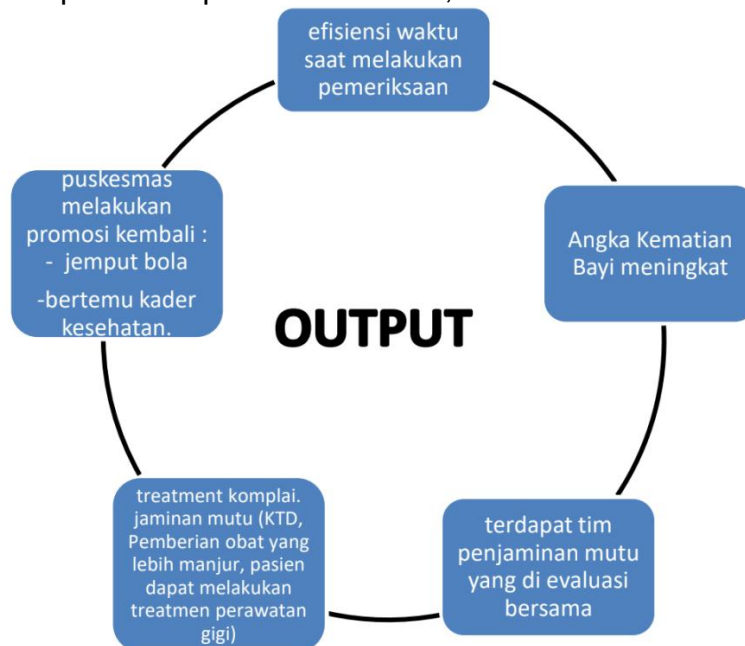 efisiensi waktu
saat melakukan
pemeriksaan
Angka Kematian
Bayi meningkat
terdapat tim
penjaminan mutu
yang di evaluasi
bersama
treatment komplai.
jaminan mutu (KTD,
Pemberian obat yang
lebih manjur, pasien
dapat melakukan
treatmen perawatan
gigi)
puskesmas
melakukan
promosi kembali :
- jemput bola
-bertemu kader
kesehatan.
OUTPUT